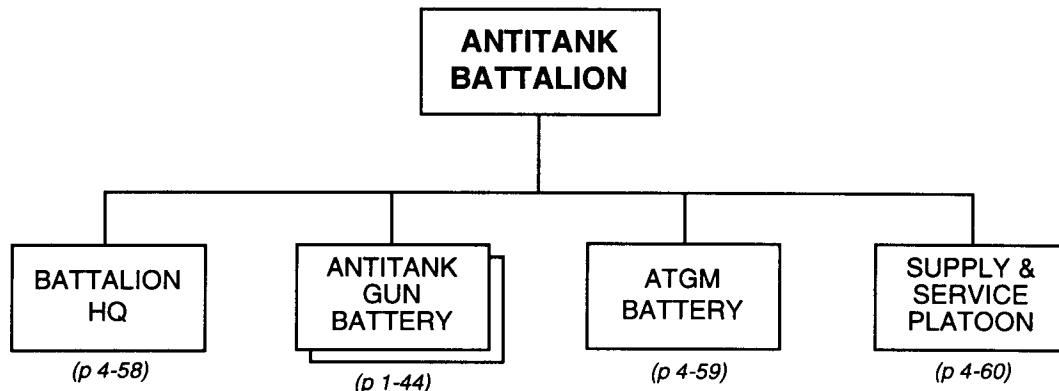 ANTITANK
BATTALION
BATTALION
HQ
(p 4-58)
ANTITANK
GUN
BATTERY
(p 1-44)
ATGM
BATTERY
(p 4-59)
SUPPLY &
SERVICE
PLATOON
(p 4-60)